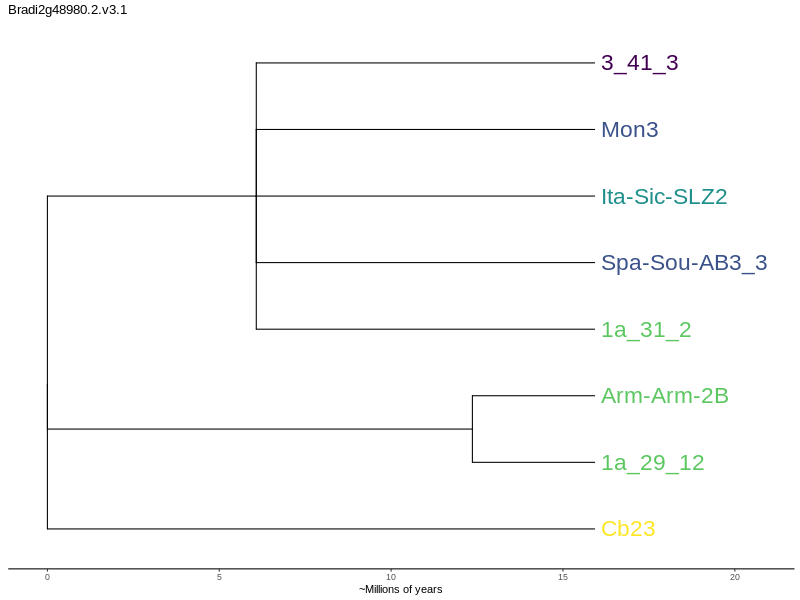 Bradi2g48980.2.v3.1
3_41_3
Mon3
Ita-Sic-SLZ2
Spa-Sou-AB3_3
1a_31_2
Arm-Arm-2B
1a_29_12
Cb23
0 5 10 15 20
~Millions of years